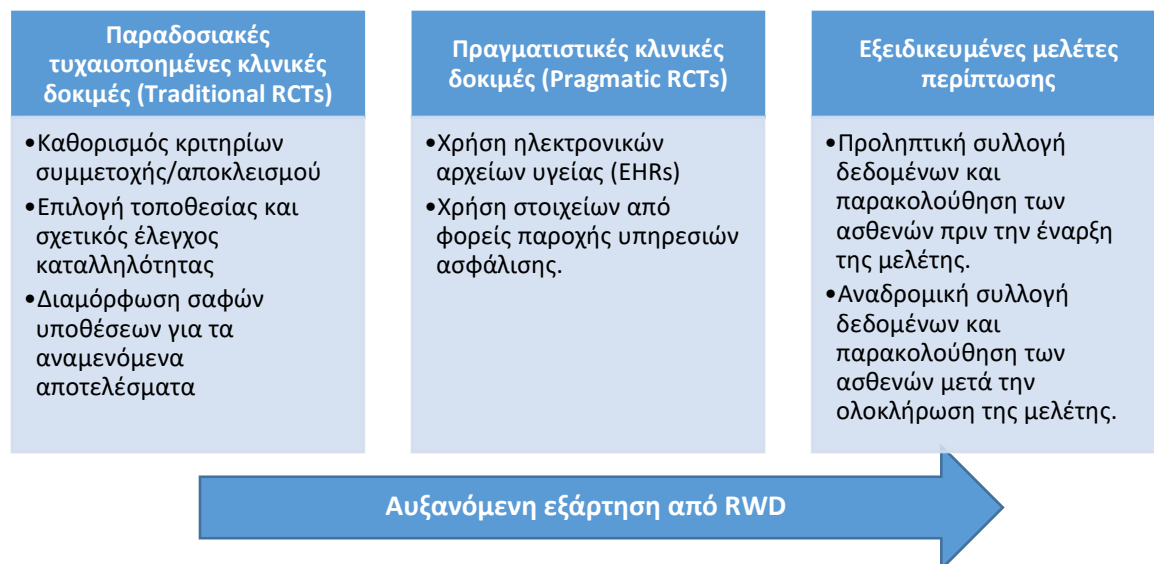 Παραδοσιακές
τυχαιοποημένες κλινικές
δοκιμές (Traditional RCTs)
•Καθορισμός κριτηρίων
συμμετοχής/αποκλεισμού
•Επιλογή τοποθεσίας και
σχετικός έλεγχος
καταλληλότητας
•Διαμόρφωση σαφών
υποθέσεων για τα
αναμενόμενα
αποτελέσματα
Πραγματιστικές κλινικές
δοκιμές (Pragmatic RCTs)
•Χρήση ηλεκτρονικών
αρχείων υγείας (EHRs)
•Χρήση στοιχείων από
φορείς παροχής υπηρεσιών
ασφάλισης.
Εξειδικευμένες μελέτες
περίπτωσης
•Προληπτική συλλογή
δεδομένων και
παρακολούθηση των
ασθενών πριν την έναρξη
της μελέτης.
•Αναδρομική συλλογή
δεδομένων και
παρακολούθηση των
ασθενών μετά την
ολοκλήρωση της μελέτης.
Αυξανόμενη εξάρτηση από RWD